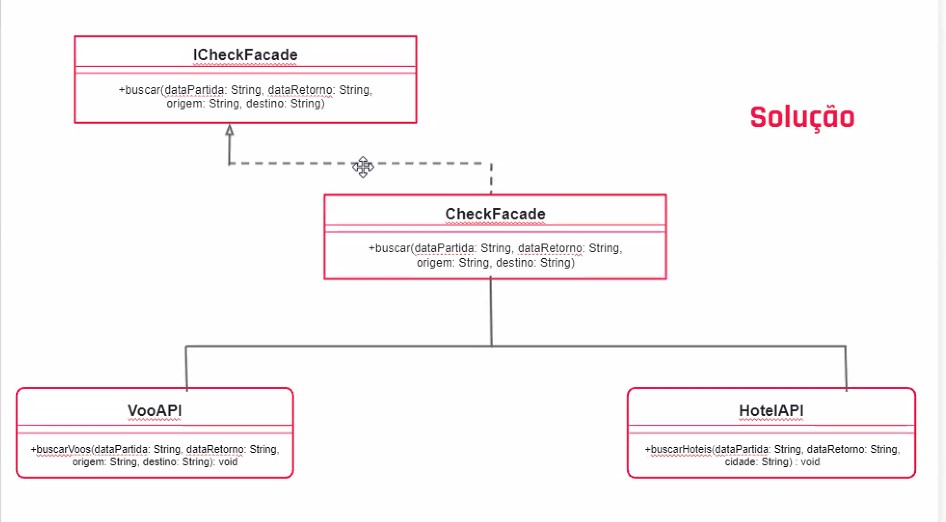 ICheckFacade
+buscar(dataPartida: String, dataRetorno: String,
origem: String, destino: String)
Solução
CheckFacade
+buscar(dataPartida: String, dataRetorno: String,
origem: String, destino: String)
VooAPI
+buscarVoos(dataPartida: String, dataRetorno: String,
origem: String, destino: String): void
HotelAPI
+buscarHoteis(dataPartida: String, dataRetorno: String,
cidade: String) : void